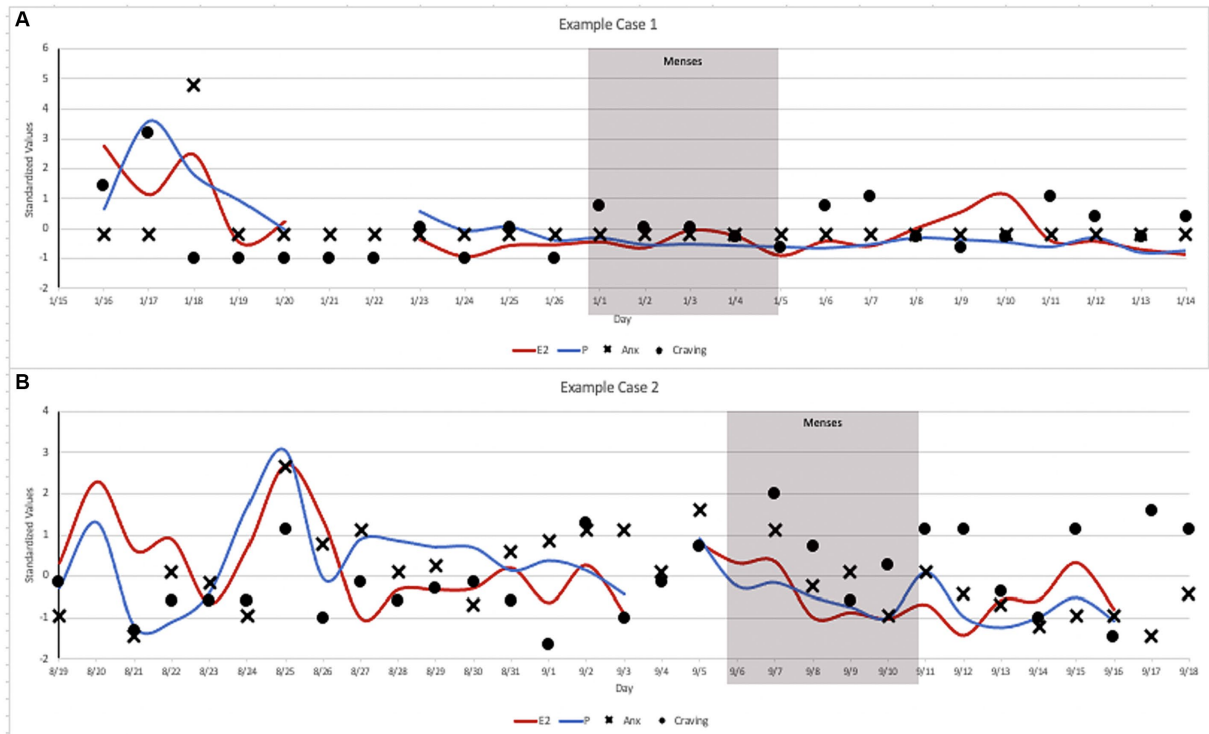 A
Example Case 1
Menses
Standardized Values
6
5
4
3
2
1
0
-1
-2
1/15 1/16 1/17 1/18 1/19 1/20 1/21 1/22 1/23 1/24 1/25 1/26 1/1 1/2 1/3 1/4 1/5 1/6 1/7 1/8 1/9 1/10 1/11 1/12 1/13 1/14
Day
E2 P Anx Craving
B
Example Case 2
Menses
Standardized Values
4
3
2
1
0
-1
-2
8/19 8/20 8/21 8/22 8/23 8/24 8/25 8/26 8/27 8/28 8/29 8/30 8/31 9/1 9/2 9/3 9/4 9/5 9/6 9/7 9/8 9/9 9/10 9/11 9/12 9/13 9/14 9/15 9/16 9/17 9/18
Day
E2 P Anx Craving